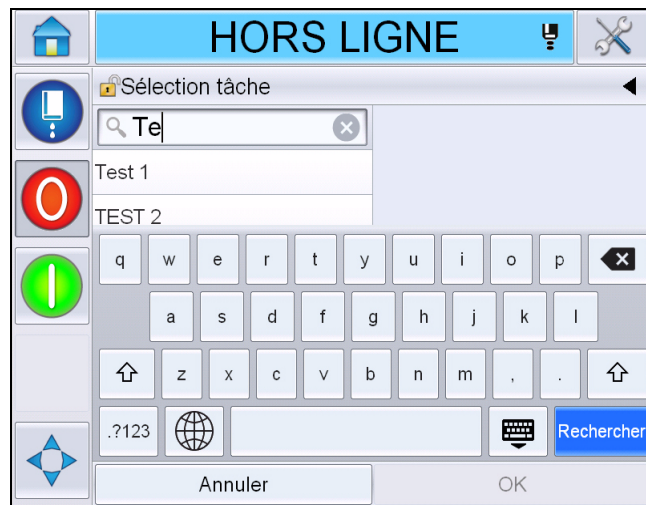 HORS LIGNE
Sélection tâche
Te
Test 1
TEST 2
q w e r t y u i o p
a s d f g h j k l
z x c v b n m , .
.?123 Rechercher
Annuler OK